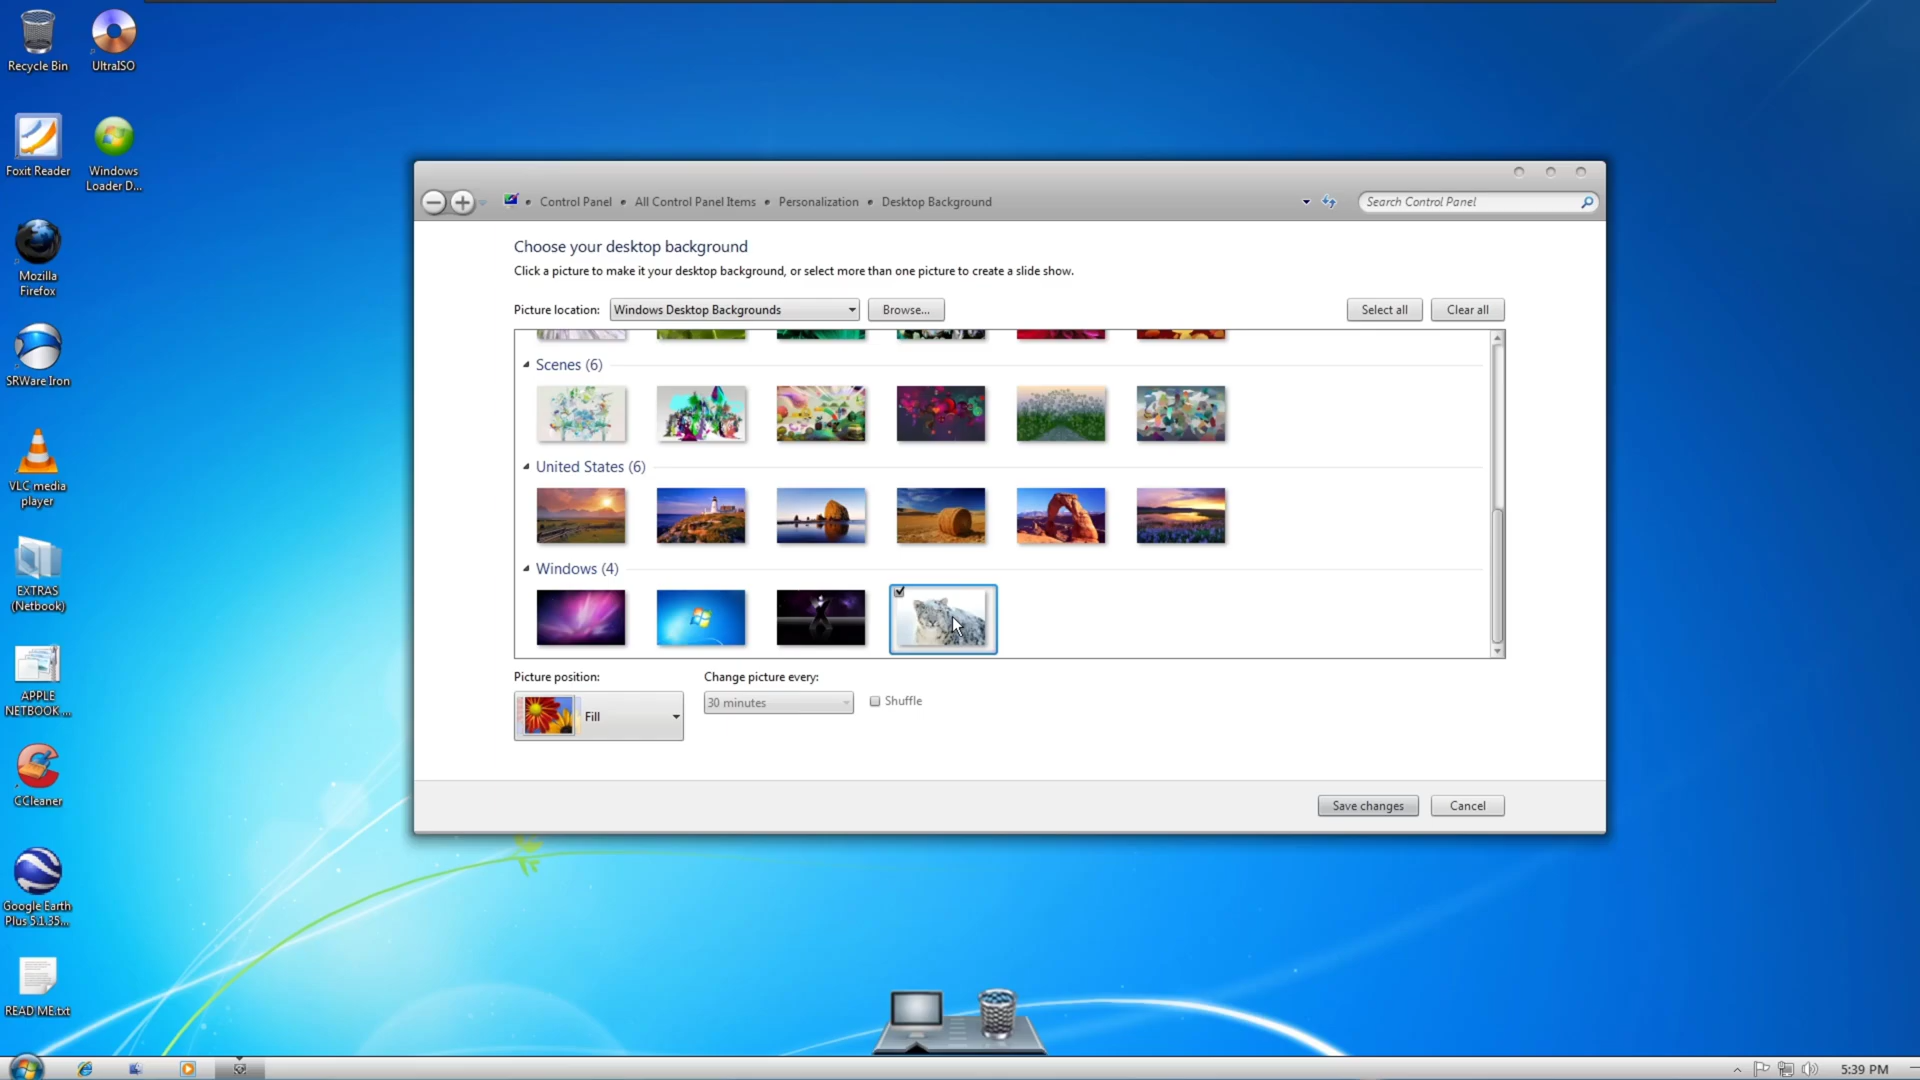 Recycle Bin
UltraISO
Foxit Reader
Windows
Loader D...
Mozilla
Firefox
SRWare Iron
VLC media
player
EXTRAS
(Netbook)
APPLE
NETBOOK ...
CCleaner
Google Earth
Plus 5.1.35...
READ ME.txt
Control Panel • All Control Panel Items • Personalization • Desktop Background
Search Control Panel
Choose your desktop background
Click a picture to make it your desktop background, or select more than one picture to create a slide show.
Picture location: Windows Desktop Backgrounds Browse... Select all Clear all
Scenes (6)
United States (6)
Windows (4)
Picture position: Change picture every:
Fill 30 minutes Shuffle
Save changes Cancel
5:39 PM